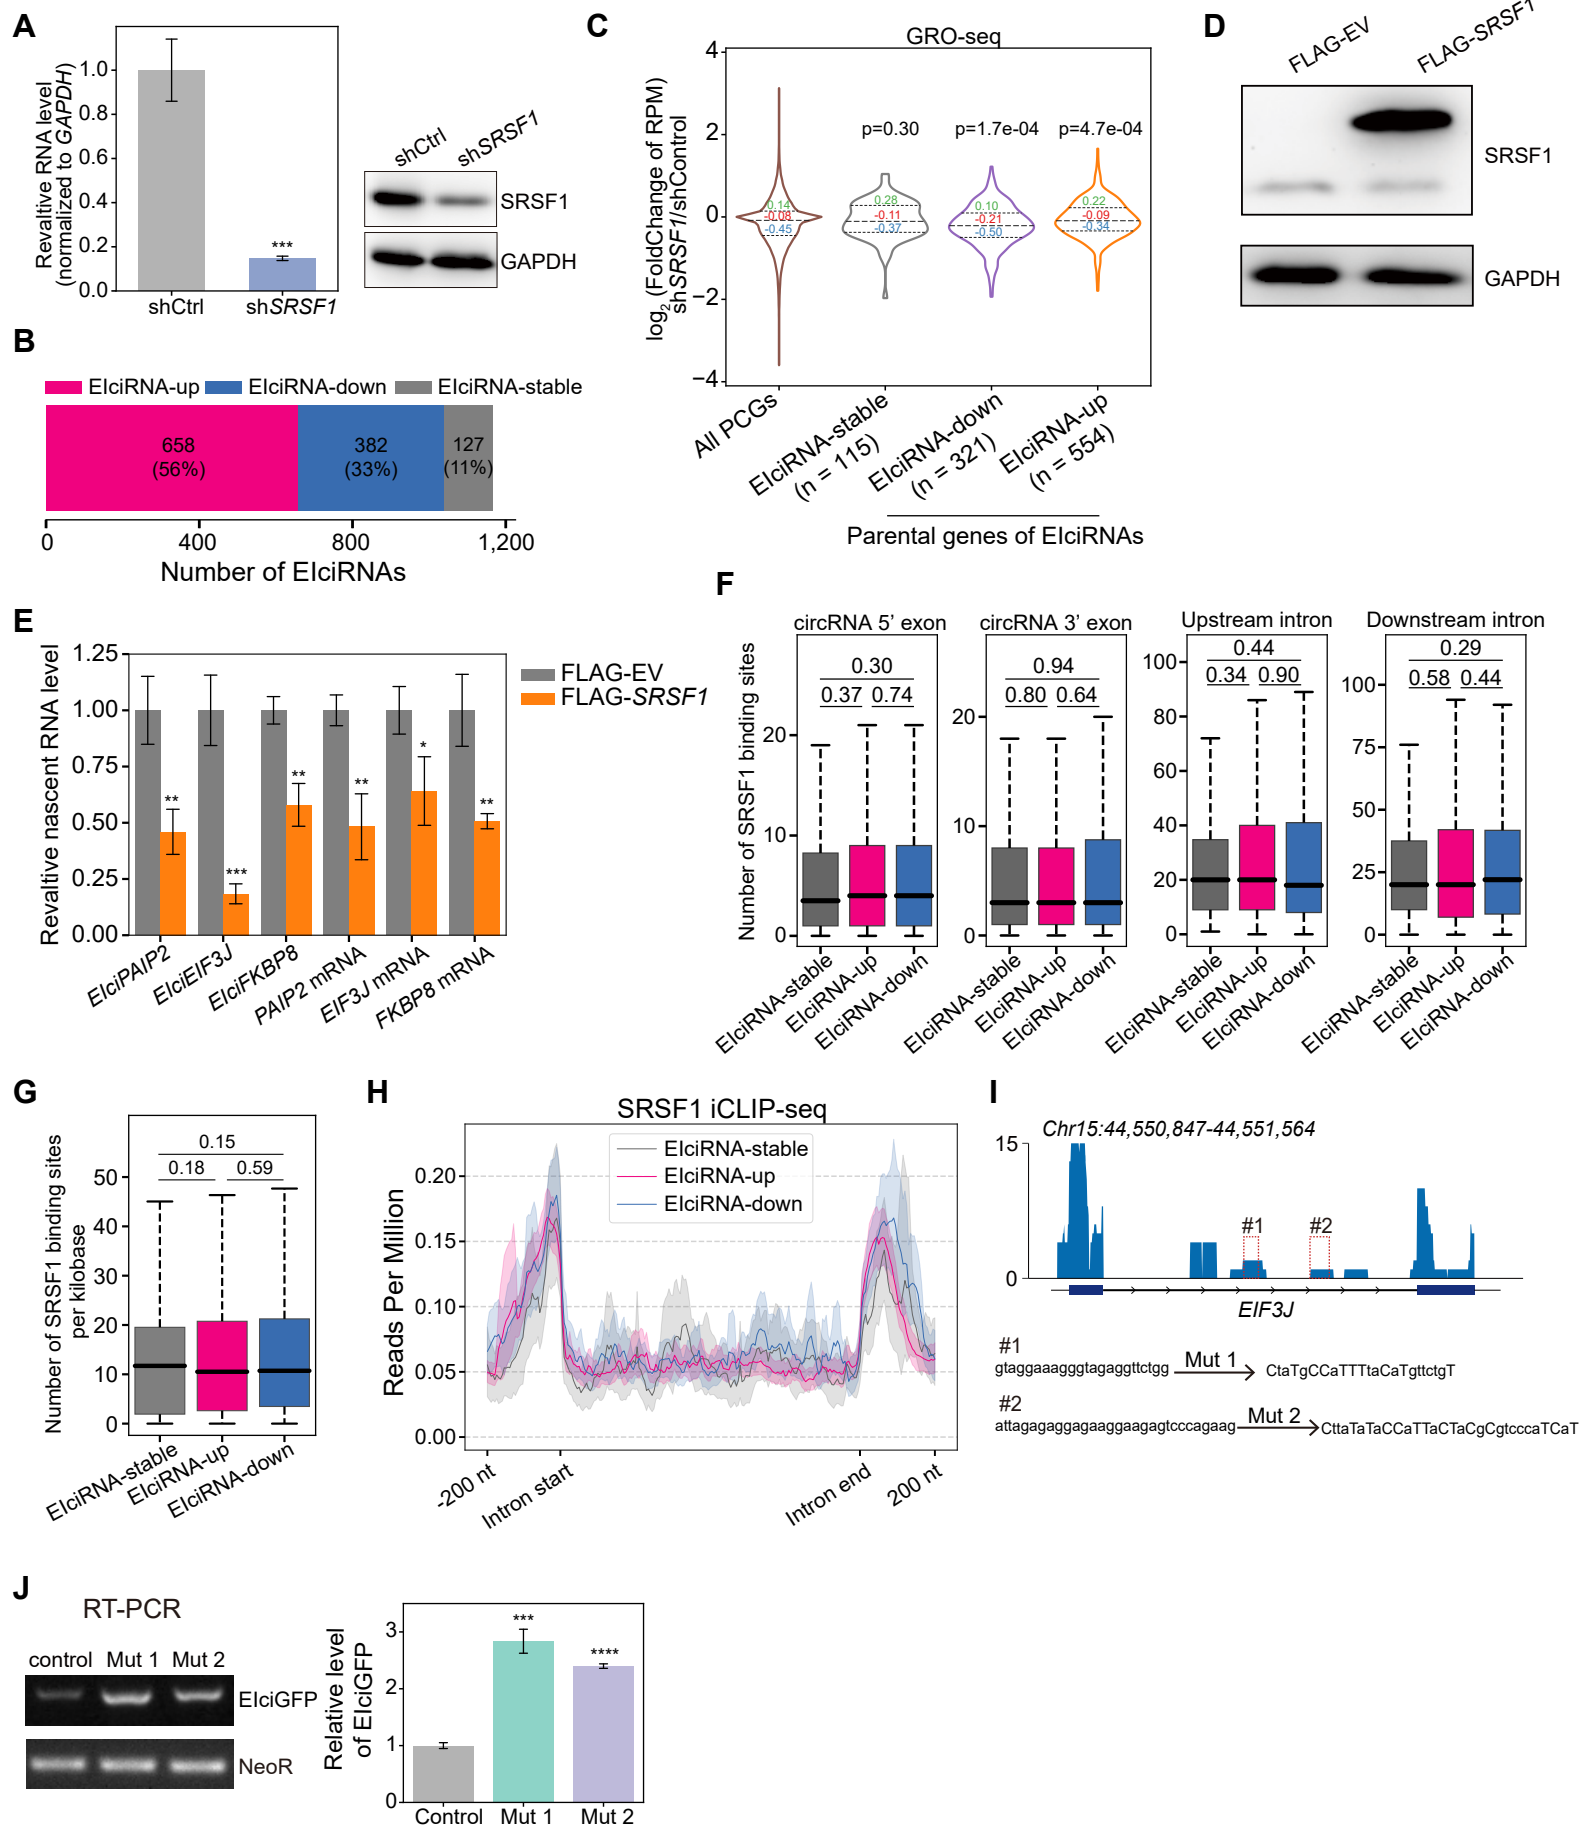 A
Revaltive RNA level
(normalized to GAPDH)
1.0
0.8
0.6
0.4
0.2
0.0
***
shCtrl
shSRSF1
shCtrl
shSRSF1
SRSF1
GAPDH
B
EIciRNA-up
EIciRNA-down
EIciRNA-stable
658
(56%)
382
(33%)
127
(11%)
0
400
800
1,200
Number of EIciRNAs
C
GRO-seq
log2 (FoldChange of RPM)
shSRSF1/shControl
4
2
0
−2
−4
p=0.30
p=1.7e-04
p=4.7e-04
0.14
-0.08
-0.45
0.28
-0.11
-0.37
0.10
-0.21
-0.50
0.22
-0.09
-0.34
All PCGs
EIciRNA-stable
(n = 115)
EIciRNA-down
(n = 321)
EIciRNA-up
(n = 554)
Parental genes of EIciRNAs
D
FLAG-EV
FLAG-SRSF1
SRSF1
GAPDH
E
Revaltive nascent RNA level
1.25
1.00
0.75
0.50
0.25
0.00
FLAG-EV
FLAG-SRSF1
**
***
**
**
*
**
EIciPAIP2
EIciEIF3J
EIciFKBP8
PAIP2 mRNA
EIF3J mRNA
FKBP8 mRNA
F
Number of SRSF1 binding sites
circRNA 5’ exon
0.30
0.37
0.74
20
10
0
EIciRNA-stable
EIciRNA-up
EIciRNA-down
circRNA 3’ exon
0.94
0.80
0.64
20
10
0
EIciRNA-stable
EIciRNA-up
EIciRNA-down
Upstream intron
0.44
0.34
0.90
100
80
60
40
20
0
EIciRNA-stable
EIciRNA-up
EIciRNA-down
Downstream intron
0.29
0.58
0.44
100
75
50
25
0
EIciRNA-stable
EIciRNA-up
EIciRNA-down
G
Number of SRSF1 binding sites
per kilobase
0.15
0.18
0.59
50
40
30
20
10
0
EIciRNA-stable
EIciRNA-up
EIciRNA-down
H
SRSF1 iCLIP-seq
EIciRNA-stable
EIciRNA-up
EIciRNA-down
Reads Per Million
0.20
0.15
0.10
0.05
0.00
-200 nt
Intron start
Intron end
200 nt
I
Chr15:44,550,847-44,551,564
15
0
#1
#2
EIF3J
#1
gtaggaaagggtagaggttctgg
Mut 1
CtaTgCCaTTTtaCaTgttctgT
#2
attagagaggagaaggaagagtcccagaag
Mut 2
CttaTaTaCCaTTaCTaCgCgtcccaTCaT
J
RT-PCR
control
Mut 1
Mut 2
EIciGFP
NeoR
Relative level
of EIciGFP
3
2
1
0
***
****
Control
Mut 1
Mut 2